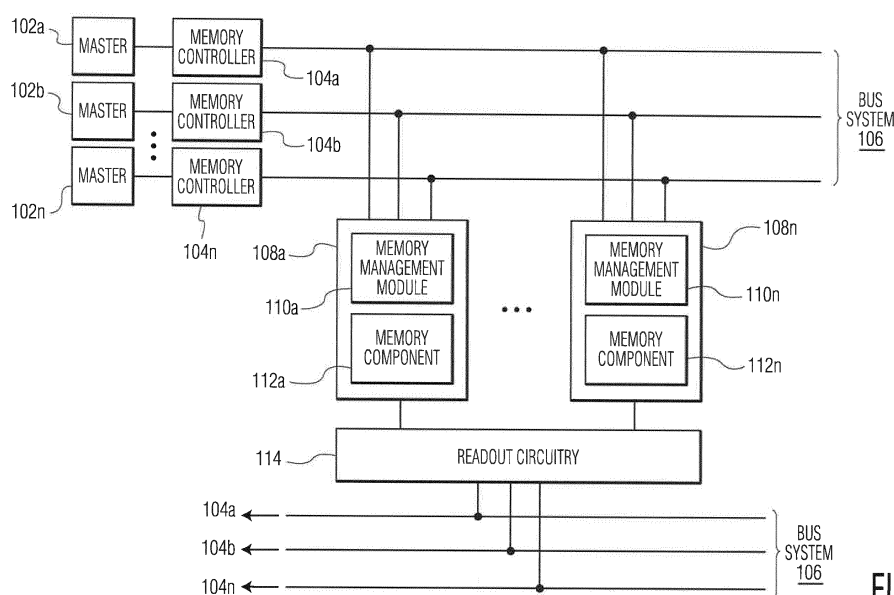 102a
MASTER
MEMORY
CONTROLLER
104a
102b
MASTER
MEMORY
CONTROLLER
104b
BUS
SYSTEM
106
MASTER
MEMORY
CONTROLLER
102n
104n
108a
MEMORY
MANAGEMENT
MODULE
110a
MEMORY
COMPONENT
112a
108n
MEMORY
MANAGEMENT
MODULE
110n
MEMORY
COMPONENT
112n
114
READOUT CIRCUITRY
104a
104b
104n
BUS
SYSTEM
106